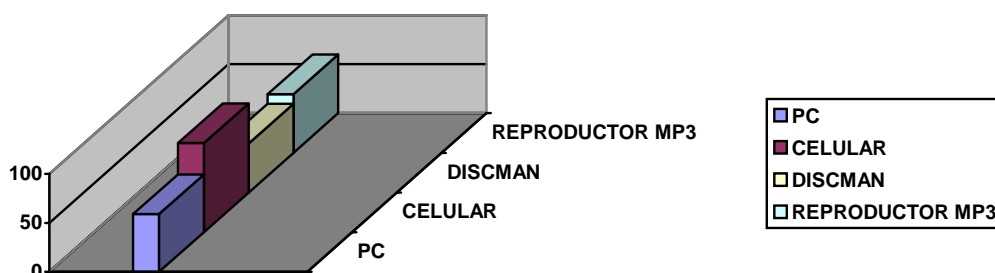 100
50
0
REPRODUCTOR MP3
DISCMAN
CELULAR
PC
PC
CELULAR
DISCMAN
REPRODUCTOR MP3